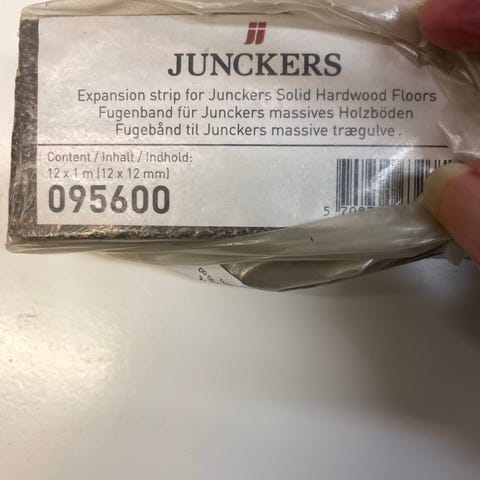 JUNCKERS
Expansion strip for Junckers Solid Hardwood Floors
Fugenband für Junckers massives Holzböden
Fugebånd til Junckers massive trægulve.
Content / Inhalt / Indhold:
12 x 1 m (12 x 12 mm)
095600